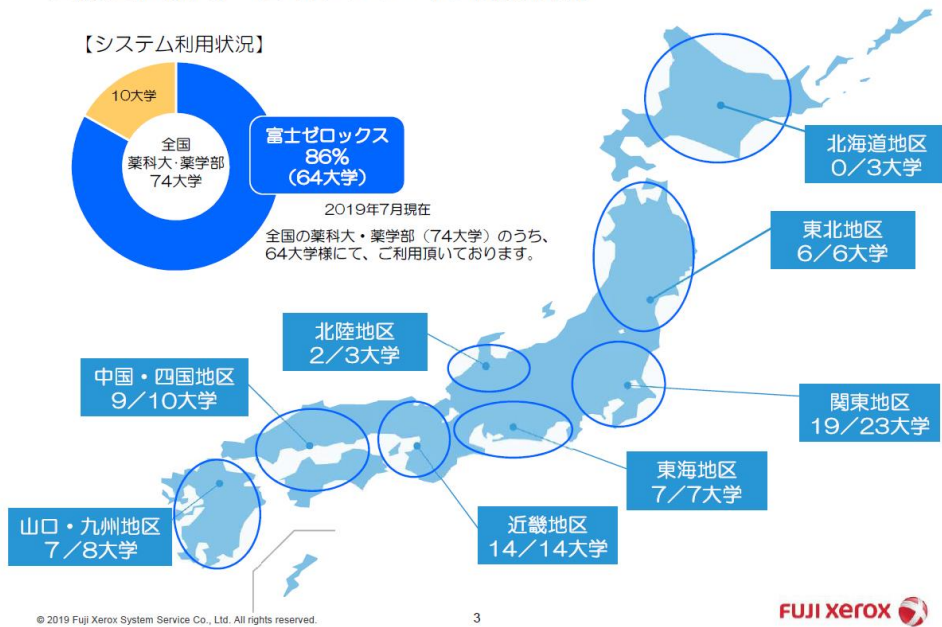 【システム利用状況】
10大学
全国
薬科大・薬学部
74大学
富士ゼロックス
86%
(64大学)
2019年7月現在
全国の薬科大・薬学部(74大学)のうち、
64大学様にて、ご利用頂いております。
北海道地区
0/3大学
東北地区
6/6大学
北陸地区
2/3大学
中国・四国地区
9/10大学
関東地区
19/23大学
東海地区
7/7大学
近畿地区
14/14大学
山口・九州地区
7/8大学
© 2019 Fuji Xerox System Service Co., Ltd. All rights reserved.
3
FUJI XEROX